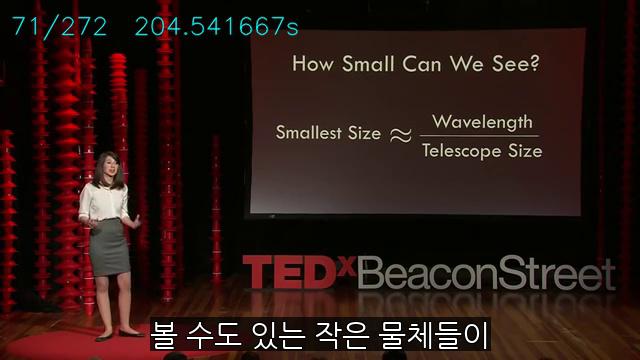 71/272 204.541667s
How Small Can We See?
Smallest Size ≈ Wavelength
Telescope Size
TEDxBeaconStreet
볼 수도 있는 작은 물체들이